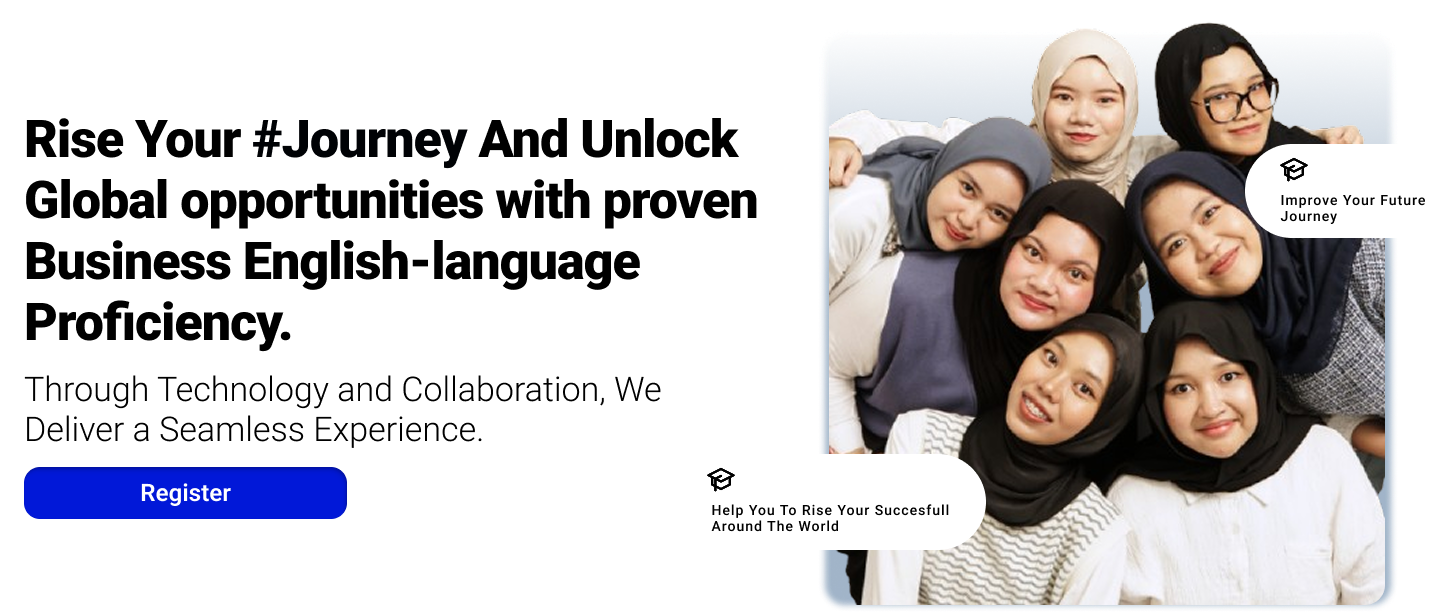 Rise Your #Journey And Unlock
Global opportunities with proven
Business English-language
Proficiency.
Through Technology and Collaboration, We
Deliver a Seamless Experience.
Register
Improve Your Future
Journey
Help You To Rise Your Succesfull
Around The World